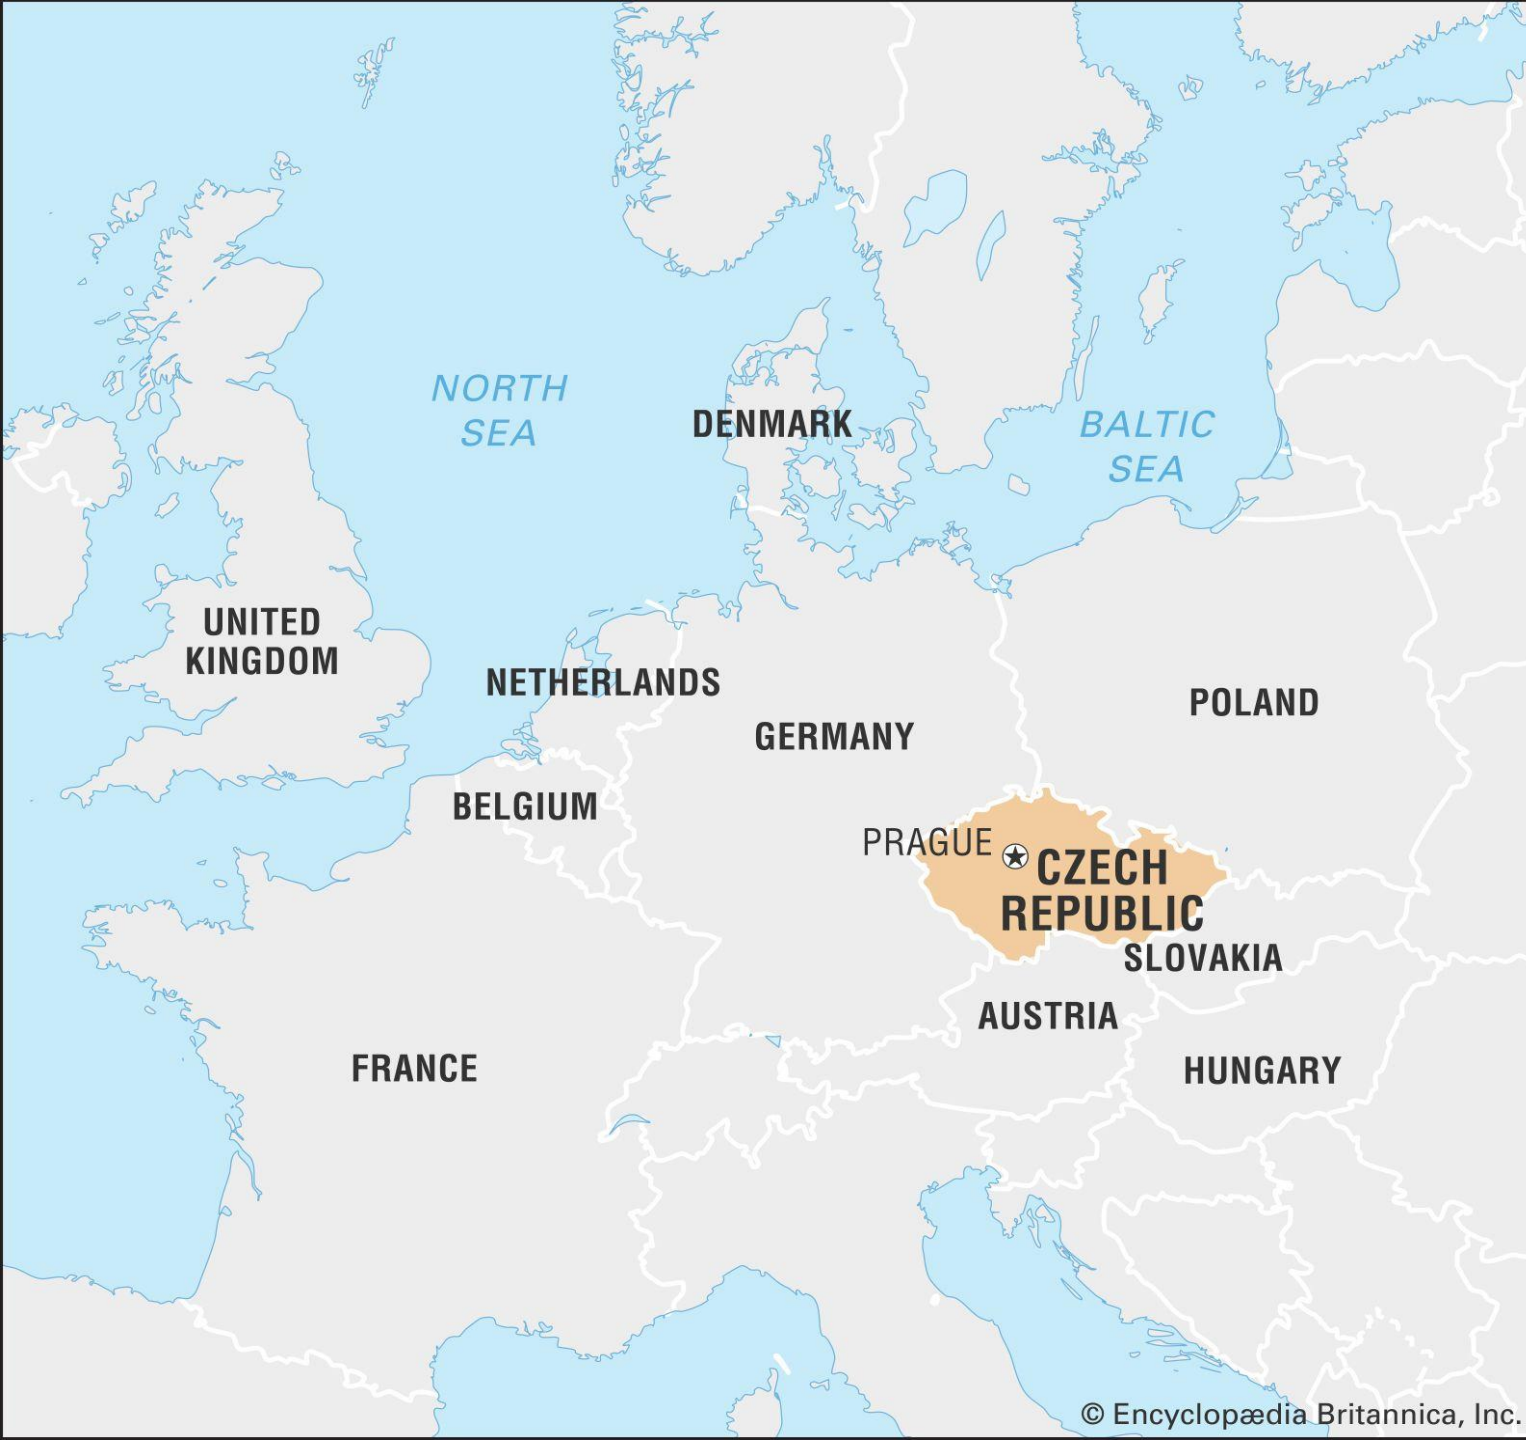 NORTH
SEA
DENMARK
BALTIC
SEA
UNITED
KINGDOM
NETHERLANDS
POLAND
GERMANY
BELGIUM
PRAGUE
CZECH
REPUBLIC
SLOVAKIA
AUSTRIA
FRANCE
HUNGARY
© Encyclopædia Britannica, Inc.